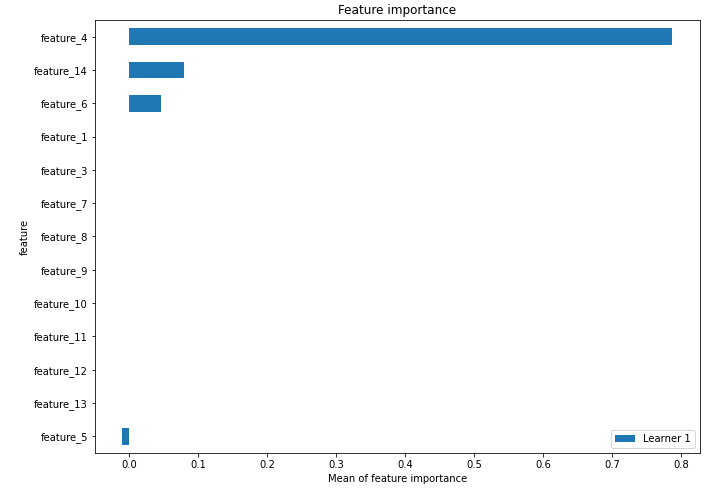 Feature importance
feature_4
feature_14
feature_6
feature_1
feature_3
feature_7
feature_8
feature_9
feature_10
feature_11
feature_12
feature_13
feature_5
feature
Learner 1
0.0 0.1 0.2 0.3 0.4 0.5 0.6 0.7 0.8
Mean of feature importance